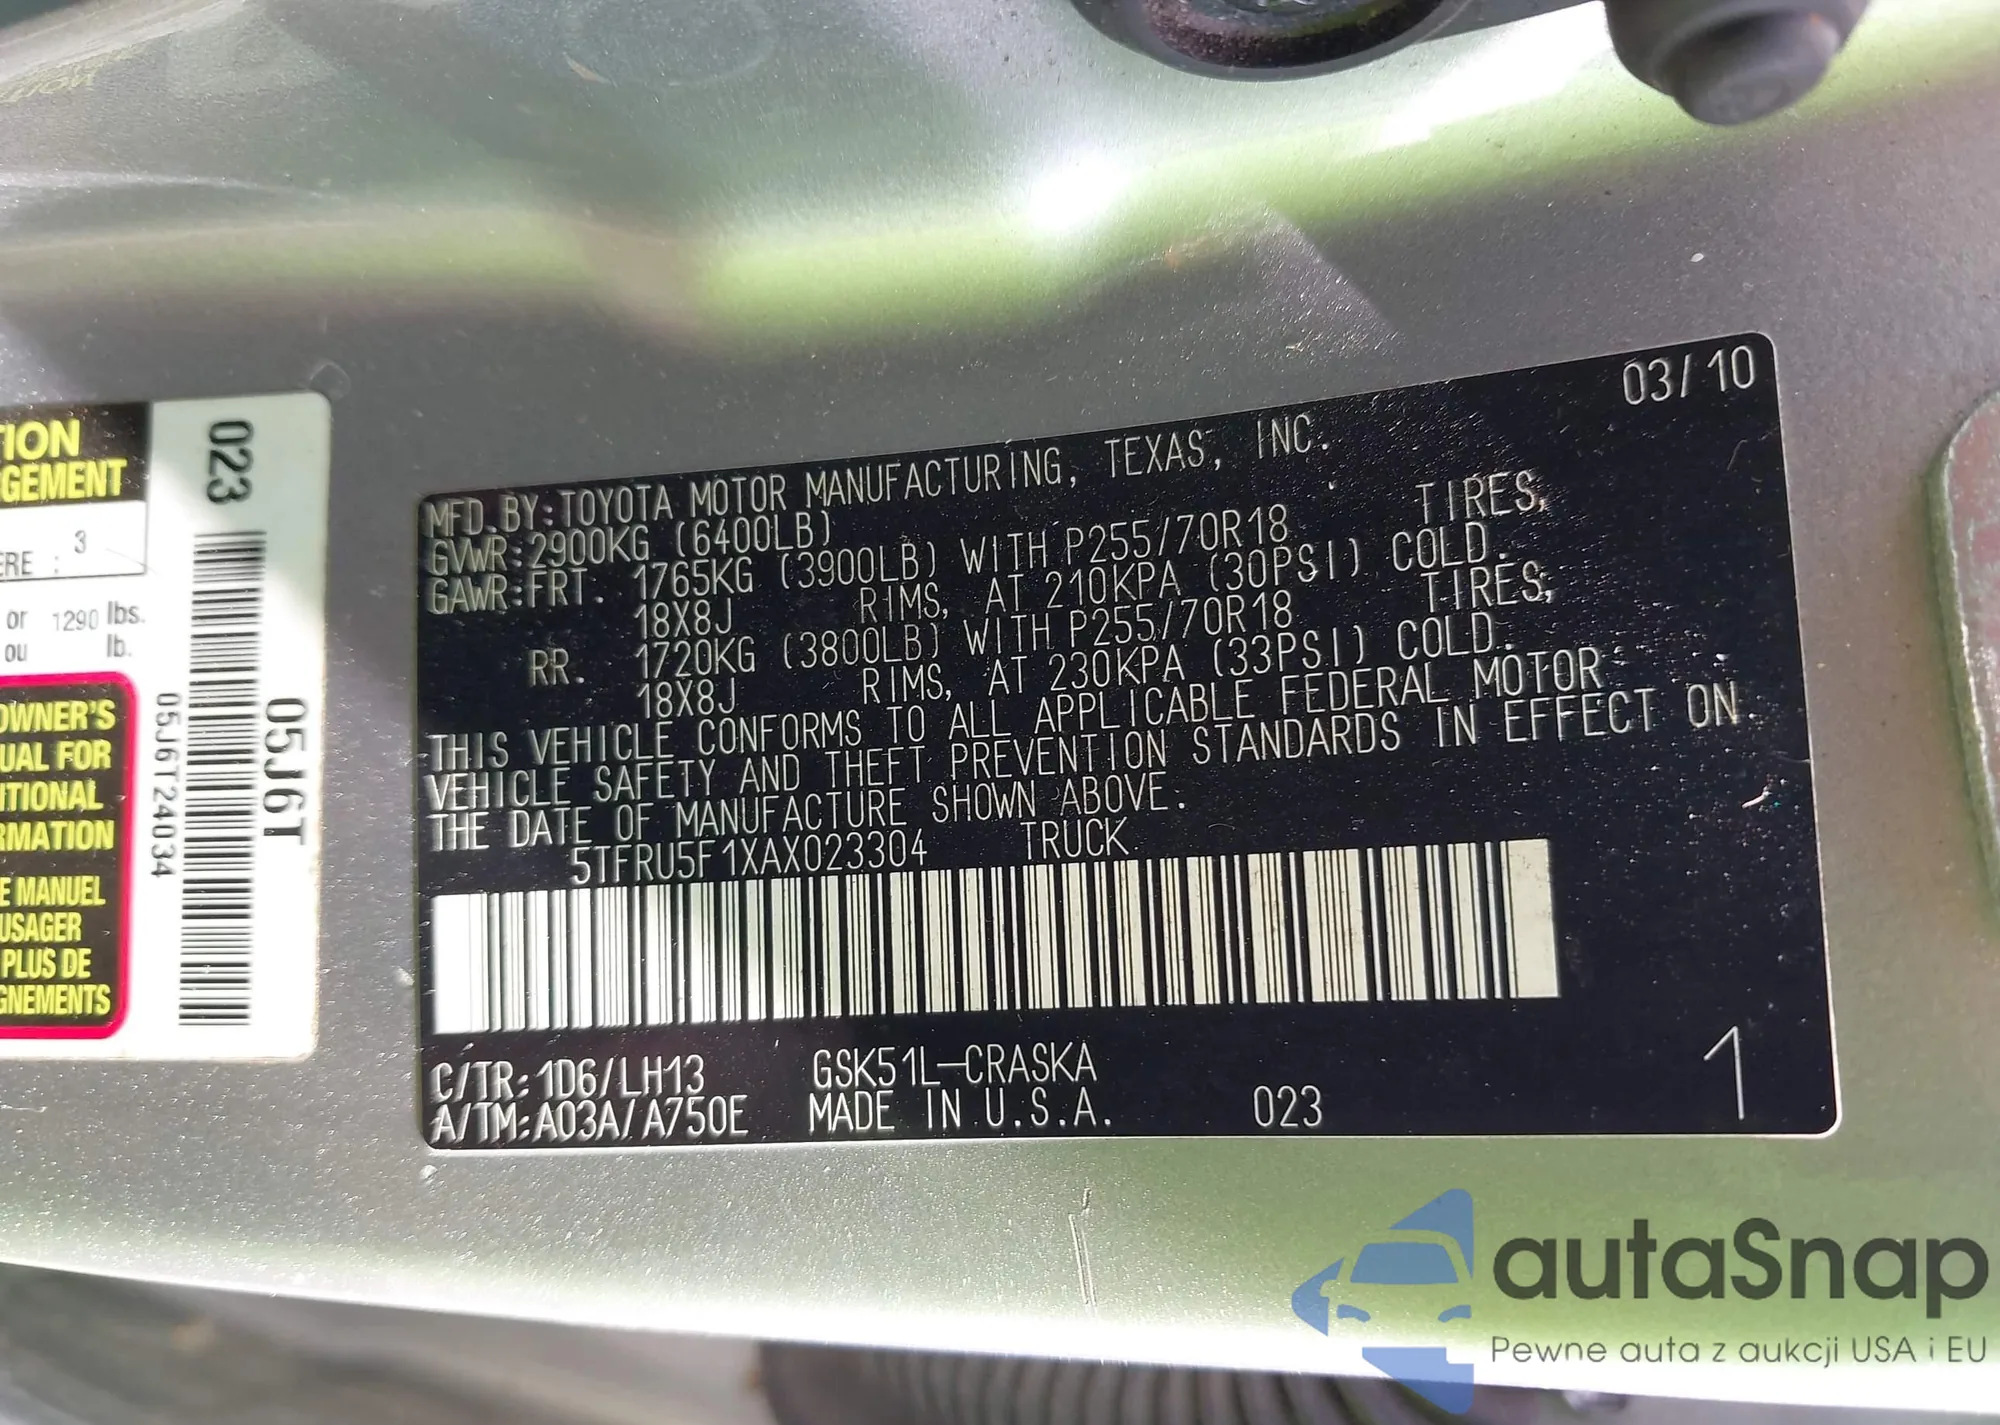 TION
GEMENT
ERE : 3
or 1290 lbs.
ou lb.
OWNER'S
UAL FOR
ITIONAL
RMATION
E MANUEL
USAGER
PLUS DE
GNEMENTS
023
05J6T
05J6T24034
03/10
MFD. BY: TOYOTA MOTOR MANUFACTURING, TEXAS, INC.
GVWR: 2900KG (6400LB)
GAWR: FRT. 1765KG (3900LB) WITH P255/70R18 TIRES,
18X8J RIMS, AT 210KPA (30PSI) COLD.
RR. 1720KG (3800LB) WITH P255/70R18 TIRES,
18X8J RIMS, AT 230KPA (33PSI) COLD.
THIS VEHICLE CONFORMS TO ALL APPLICABLE FEDERAL MOTOR
VEHICLE SAFETY AND THEFT PREVENTION STANDARDS IN EFFECT ON
THE DATE OF MANUFACTURE SHOWN ABOVE.
5TFRU5F1XAX023304 TRUCK
C/TR: 1D6/LH13 GSK51L-CRASKA
A/TM: A03A/A750E MADE IN U.S.A. 023
1
autaSnap
Pewne auta z aukcji USA i EU